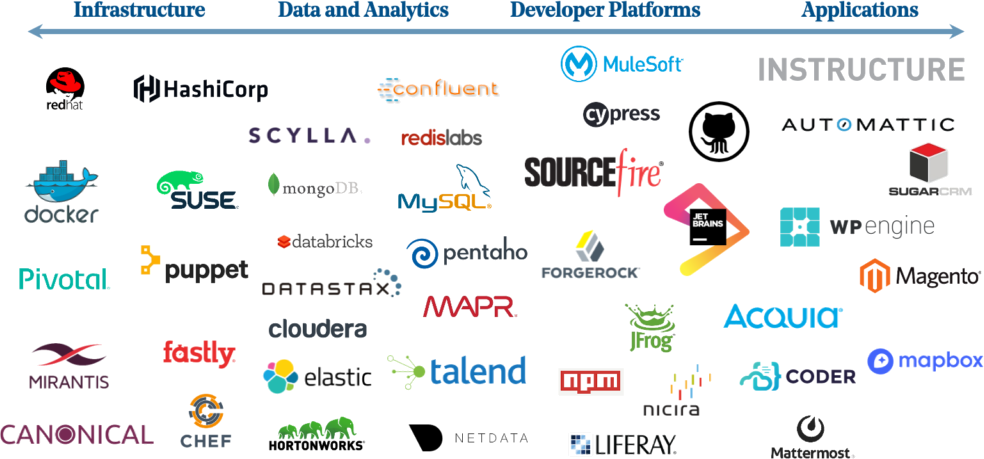 Infrastructure
Data and Analytics
Developer Platforms
Applications
redhat
HashiCorp
confluent
MuleSoft
INSTRUCTURE
SCYLLA.
redislabs
cypress
AUTOMATTIC
docker
SUSE
mongoDB
MySQL
SOURCEfire
JET
BRAINS
SUGARCRM
WPengine
Pivotal
puppet
databricks
pentaho
FORGEROCK
Magento
DATASTAX
MAPR
cloudera
JFrog
ACQUIA
MIRANTIS
fastly
elastic
talend
npm
nicira
CODER
mapbox
CANONICAL
CHEF
HORTONWORKS
NETDATA
LIFERAY
Mattermost